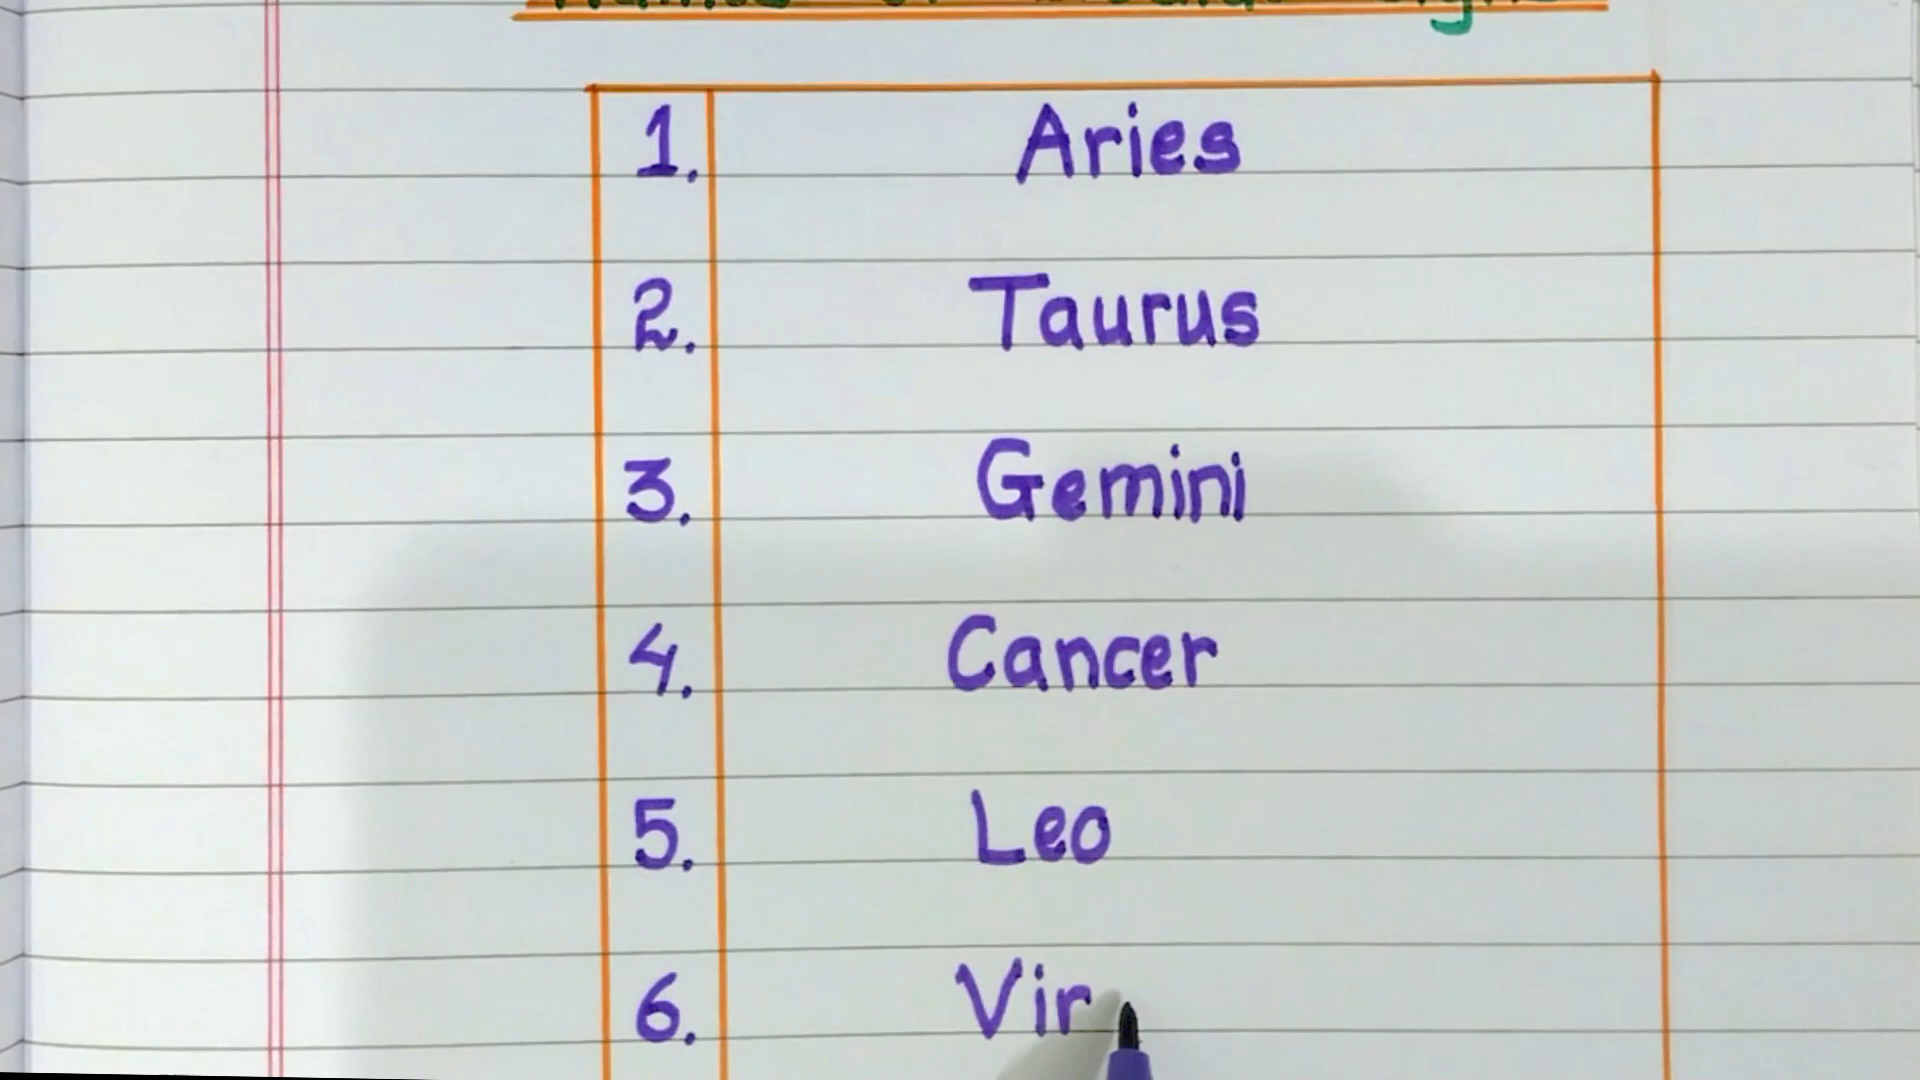 1. Aries
2. Taurus
3. Gemini
4. Cancer
5. Leo
6. Vir